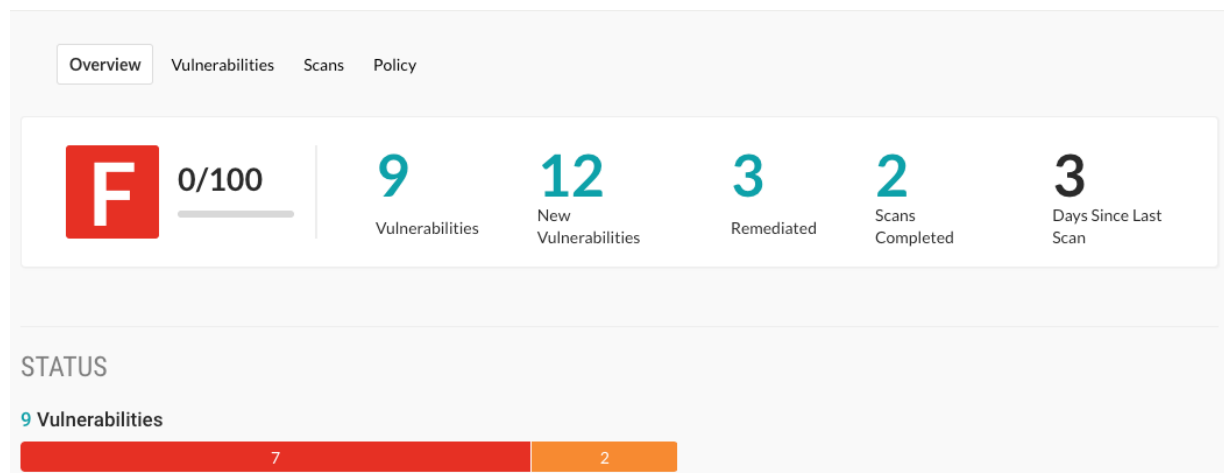 Overview Vulnerabilities Scans Policy
F 0/100
9 12 3 2 3
Vulnerabilities New Vulnerabilities Remediated Scans Completed Days Since Last Scan
STATUS
9 Vulnerabilities
7 2